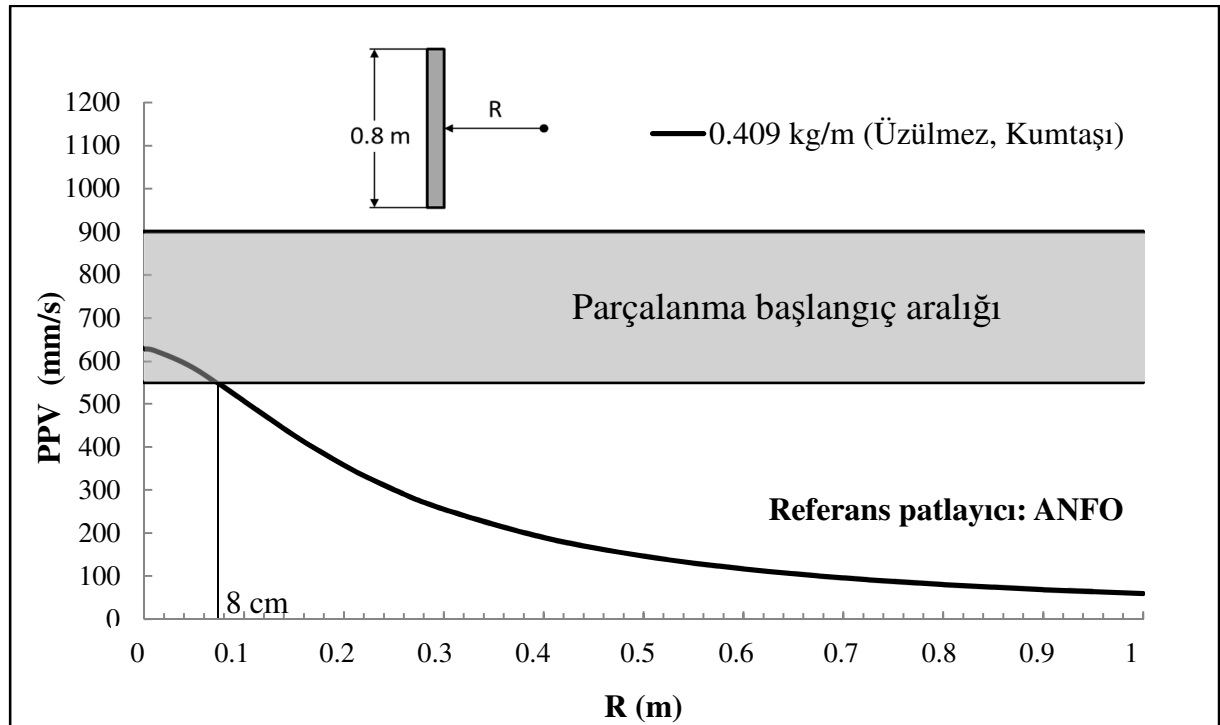 1200
1100
1000
900
800
700
600
500
400
300
200
100
0
PPV (mm/s)
0.8 m
R
0.409 kg/m (Üzülmez, Kumtaşı)
Parçalanma başlangıç aralığı
Referans patlayıcı: ANFO
8 cm
0 0.1 0.2 0.3 0.4 0.5 0.6 0.7 0.8 0.9 1
R (m)